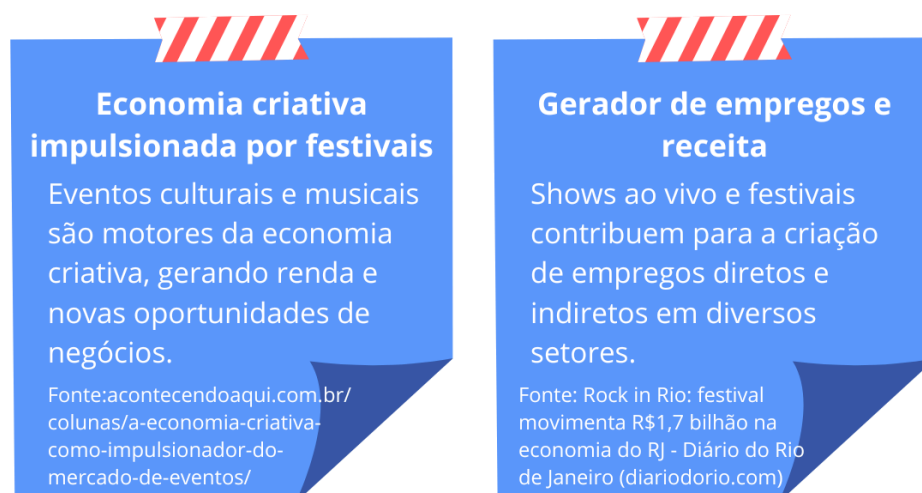 Economia criativa
impulsionada por festivais
Eventos culturais e musicais
são motores da economia
criativa, gerando renda e
novas oportunidades de
negócios.
Fonte:acontecendoaqui.com.br/
colunas/a-economia-criativa-
como-impulsionador-do-
mercado-de-eventos/
Gerador de empregos e
receita
Shows ao vivo e festivais
contribuem para a criação
de empregos diretos e
indiretos em diversos
setores.
Fonte: Rock in Rio: festival
movimenta R$1,7 bilhão na
economia do RJ - Diário do Rio
de Janeiro (diariodorio.com)